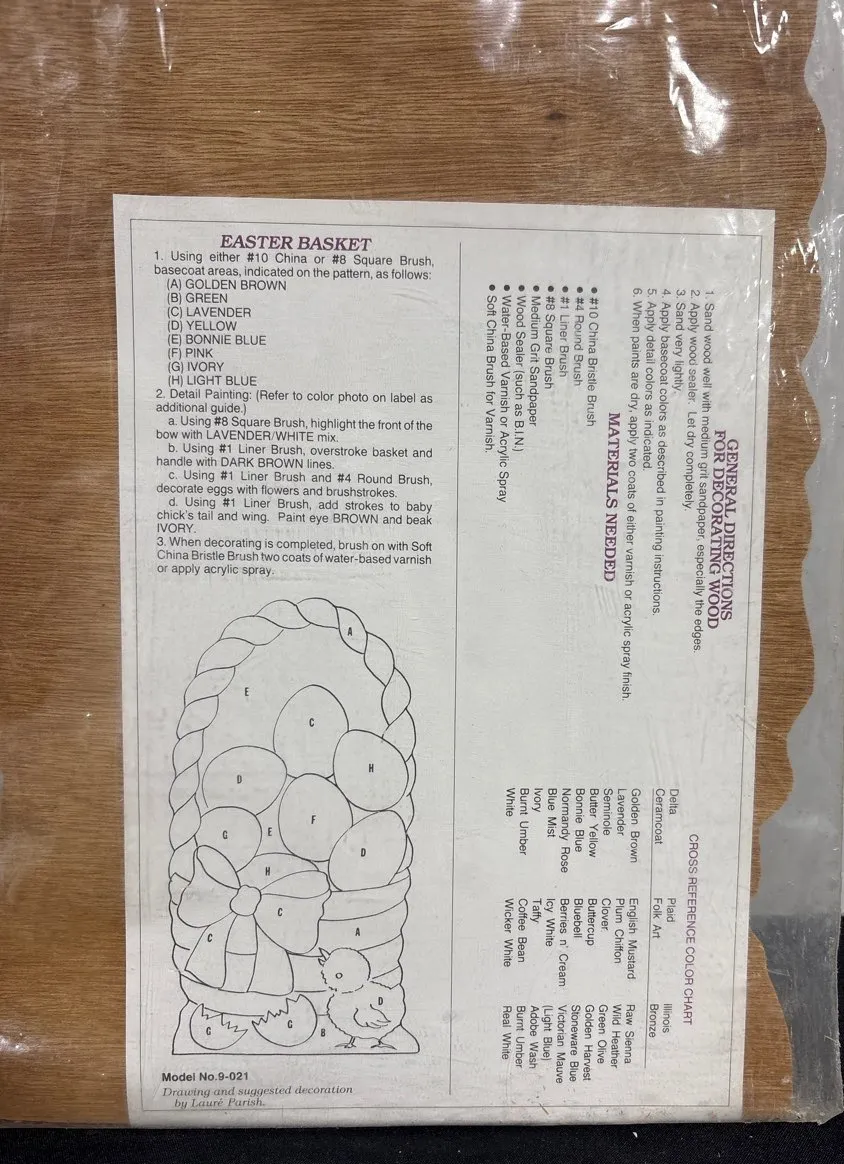 EASTER BASKET
1. Using either #10 China or #8 Square Brush,
basecoat areas, indicated on the pattern, as follows:
(A) GOLDEN BROWN
(B) GREEN
(C) LAVENDER
(D) YELLOW
(E) BONNIE BLUE
(F) PINK
(G) IVORY
(H) LIGHT BLUE
2. Detail Painting: (Refer to color photo on label as
additional guide.)
a. Using #8 Square Brush, highlight the front of the
bow with LAVENDER/WHITE mix.
b. Using #1 Liner Brush, overstroke basket and
handle with DARK BROWN lines.
c. Using #1 Liner Brush and #4 Round Brush,
decorate eggs with flowers and brushstrokes.
d. Using #1 Liner Brush, add strokes to baby
chick's tail and wing. Paint eye BROWN and beak
IVORY.
3. When decorating is completed, brush on with Soft
China Bristle Brush two coats of water-based varnish
or apply acrylic spray.
A
E
C
H
D
F
G
E
D
H
C
A
C
D
G
G
B
Model No.9-021
Drawing and suggested decoration
by Lauré Parish.
GENERAL DIRECTIONS
FOR DECORATING WOOD
1. Sand wood well with medium grit sandpaper, especially the edges.
2. Apply wood sealer. Let dry completely.
3. Sand very lightly.
4. Apply basecoat colors as described in painting instructions.
5. Apply detail colors as indicated.
6. When paints are dry, apply two coats of either varnish or acrylic spray finish.
MATERIALS NEEDED
• #10 China Bristle Brush
• #4 Round Brush
• #1 Liner Brush
• #8 Square Brush
• Medium Grit Sandpaper
• Wood Sealer (such as B.I.N.)
• Water-Based Varnish or Acrylic Spray
• Soft China Brush for Varnish.
CROSS REFERENCE COLOR CHART
Delta Plaid Illinois
Ceramcoat Folk Art Bronze
Golden Brown English Mustard Raw Sienna
Lavender Plum Chiffon Wild Heather
Seminole Clover Green Olive
Butter Yellow Buttercup Golden Harvest
Bonnie Blue Bluebell Stoneware Blue
Normandy Rose Berries n' Cream Victorian Mauve
Blue Mist Icy White (Light Blue)
Ivory Taffy Adobe Wash
Burnt Umber Coffee Bean Burnt Umber
White Wicker White Real White